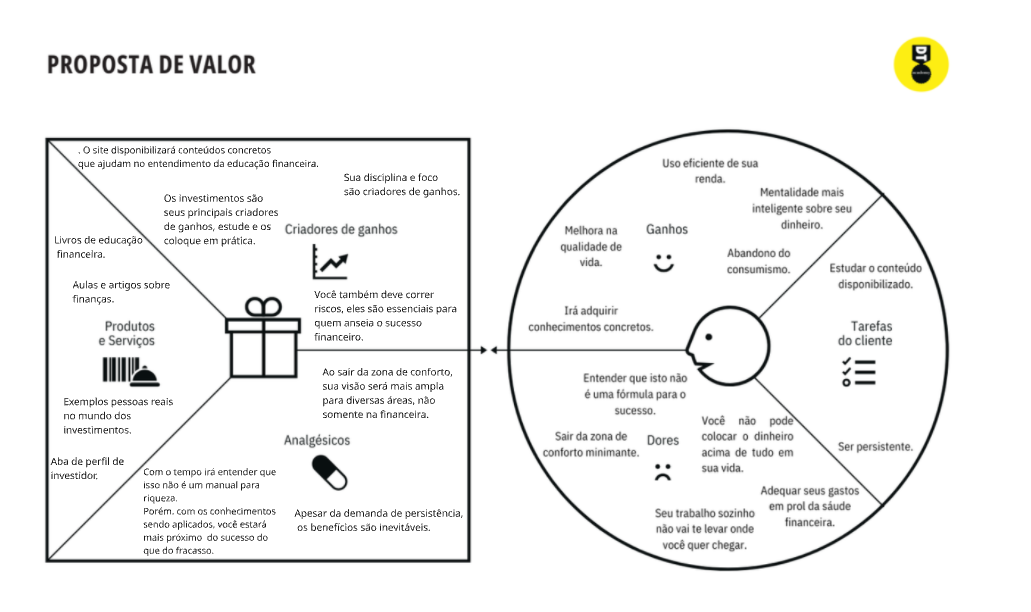 PROPOSTA DE VALOR
DT
. O site disponibilizará conteúdos concretos
que ajudam no entendimento da educação financeira.
Sua disciplina e foco
são criadores de ganhos.
Os investimentos são
seus principais criadores
de ganhos, estude e os
coloque em prática.
Criadores de ganhos
Livros de educação
financeira.
Aulas e artigos sobre
finanças.
Você também deve correr
riscos, eles são essenciais para
quem anseia o sucesso
financeiro.
Produtos
e Serviços
Ao sair da zona de conforto,
sua visão será mais ampla
para diversas áreas, não
somente na financeira.
Exemplos pessoas reais
no mundo dos
investimentos.
Analgésicos
Aba de perfil de
investidor.
Com o tempo irá entender que
isso não é um manual para
riqueza.
Porém. com os conhecimentos
sendo aplicados, você estará
mais próximo do sucesso do
que do fracasso.
Apesar da demanda de persistência,
os benefícios são inevitáveis.
Uso eficiente de sua
renda.
Mentalidade mais
inteligente sobre seu
dinheiro.
Melhora na
qualidade de
vida.
Ganhos
Abandono do
consumismo.
Irá adquirir
conhecimentos concretos.
Estudar o conteúdo
disponibilizado.
Tarefas
do cliente
Entender que isto não
é uma fórmula para o
sucesso.
Sair da zona de
conforto minimante.
Dores
Você não pode
colocar o dinheiro
acima de tudo em
sua vida.
Ser persistente.
Adequar seus gastos
em prol da sáude
financeira.
Seu trabalho sozinho
não vai te levar onde
você quer chegar.